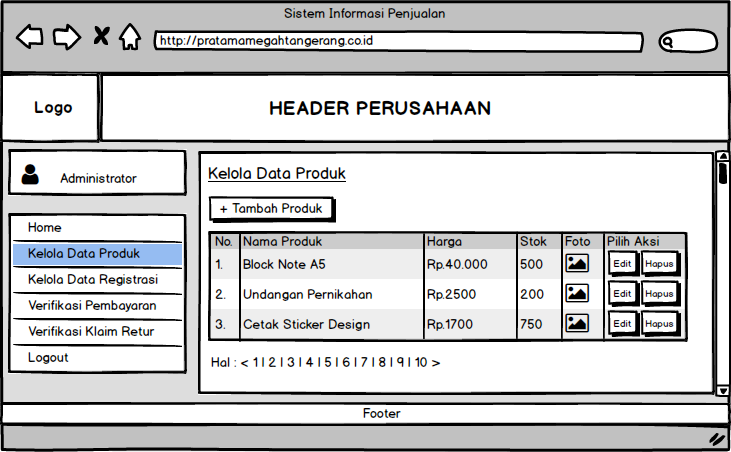 Sistem Informasi Penjualan
http://pratamamegahtangerang.co.id
Logo
HEADER PERUSAHAAN
Administrator
Home
Kelola Data Produk
Kelola Data Registrasi
Verifikasi Pembayaran
Verifikasi Klaim Retur
Logout
Kelola Data Produk
+ Tambah Produk
No. Nama Produk Harga Stok Foto Pilih Aksi
1. Block Note A5 Rp.40.000 500 Edit Hapus
2. Undangan Pernikahan Rp.2500 200 Edit Hapus
3. Cetak Sticker Design Rp.1700 750 Edit Hapus
Hal : < 1 | 2 | 3 | 4 | 5 | 6 | 7 | 8 | 9 | 10 >
Footer